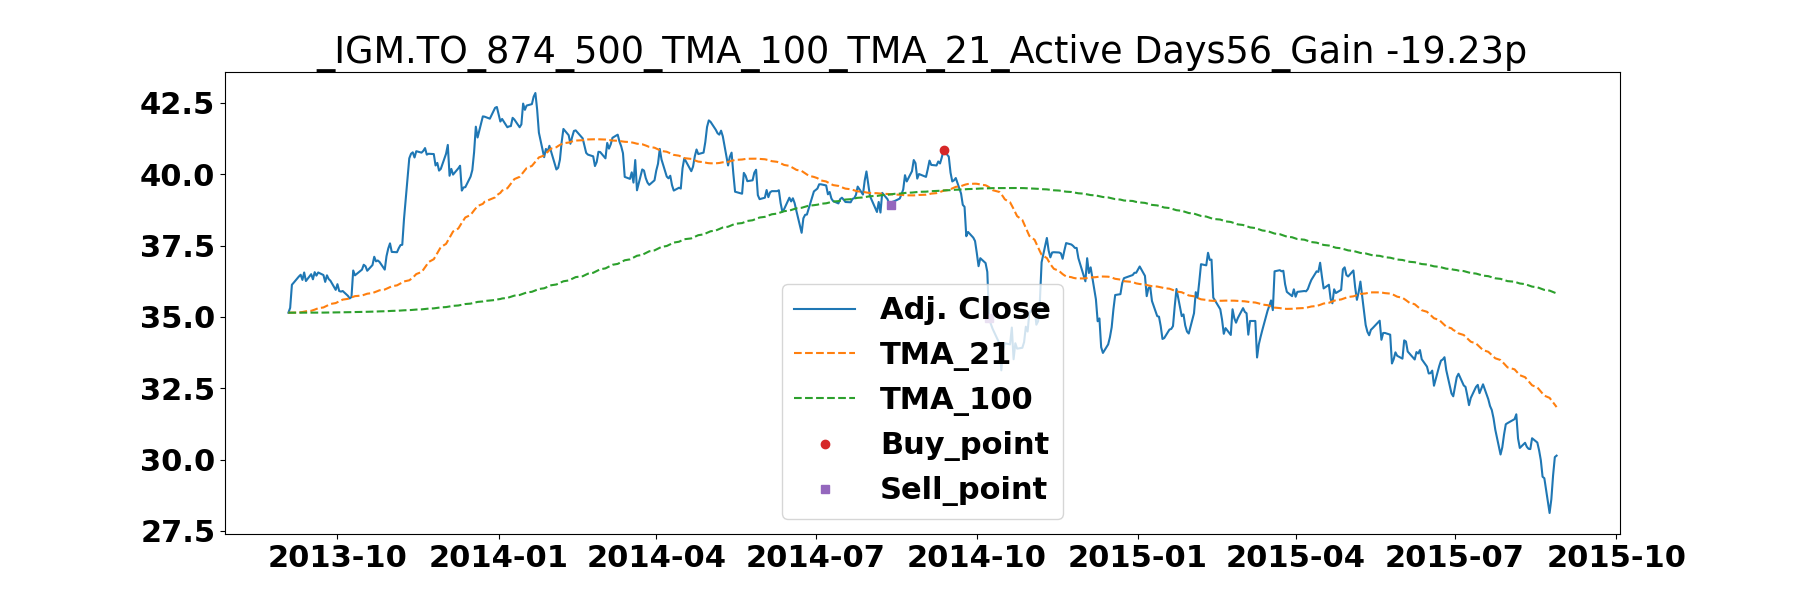 _IGM.TO_874_500_TMA_100_TMA_21_Active Days56_Gain -19.23p
42.5
40.0
37.5
35.0
32.5
30.0
27.5
Adj. Close
TMA_21
TMA_100
Buy_point
Sell_point
2013-10 2014-01 2014-04 2014-07 2014-10 2015-01 2015-04 2015-07 2015-10